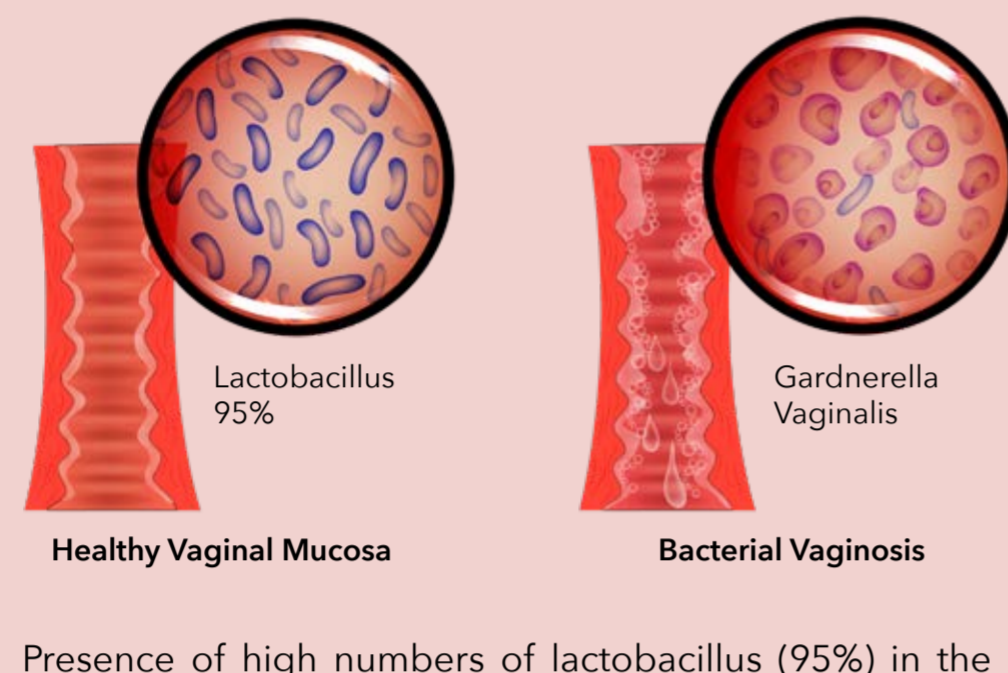 Lactobacillus
95%
Gardnerella
Vaginalis
Healthy Vaginal Mucosa
Bacterial Vaginosis
Presence of high numbers of lactobacillus (95%) in the